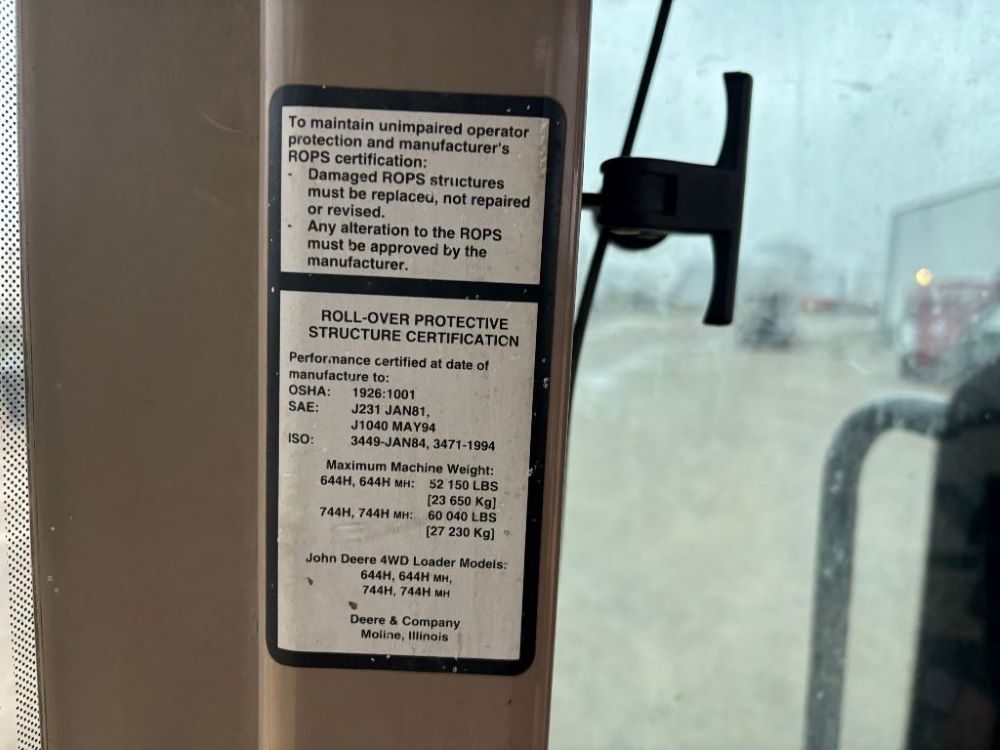 To maintain unimpaired operator
protection and manufacturer's
ROPS certification:
- Damaged ROPS structures
must be replaced, not repaired
or revised.
- Any alteration to the ROPS
must be approved by the
manufacturer.
ROLL-OVER PROTECTIVE
STRUCTURE CERTIFICATION
Performance certified at date of
manufacture to:
OSHA: 1926:1001
SAE: J231 JAN81,
J1040 MAY94
ISO: 3449-JAN84, 3471-1994
Maximum Machine Weight:
644H, 644H MH: 52 150 LBS
[23 650 Kg]
744H, 744H MH: 60 040 LBS
[27 230 Kg]
John Deere 4WD Loader Models:
644H, 644H MH,
744H, 744H MH
Deere & Company
Moline, Illinois